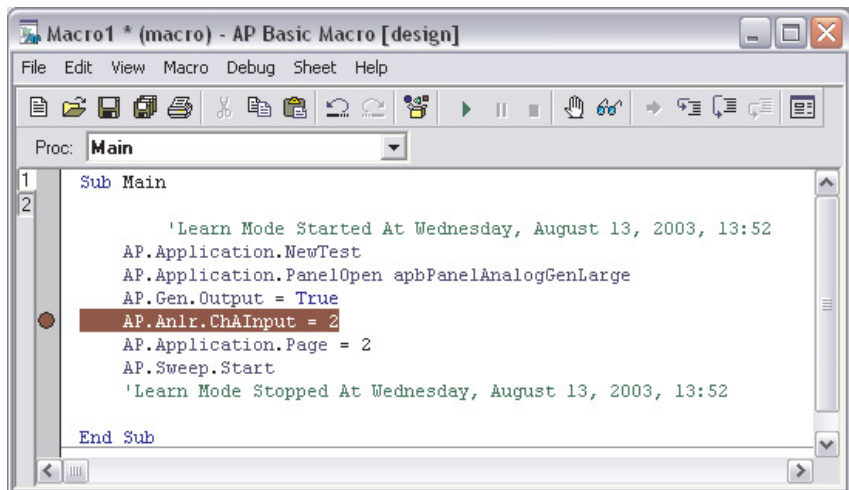 Macro1 * (macro) - AP Basic Macro [design]
File Edit View Macro Debug Sheet Help
Proc: Main
1
2
Sub Main
'Learn Mode Started At Wednesday, August 13, 2003, 13:52
AP.Application.NewTest
AP.Application.PanelOpen apbPanelAnalogGenLarge
AP.Gen.Output = True
AP.Anlr.ChAInput = 2
AP.Application.Page = 2
AP.Sweep.Start
'Learn Mode Stopped At Wednesday, August 13, 2003, 13:52
End Sub